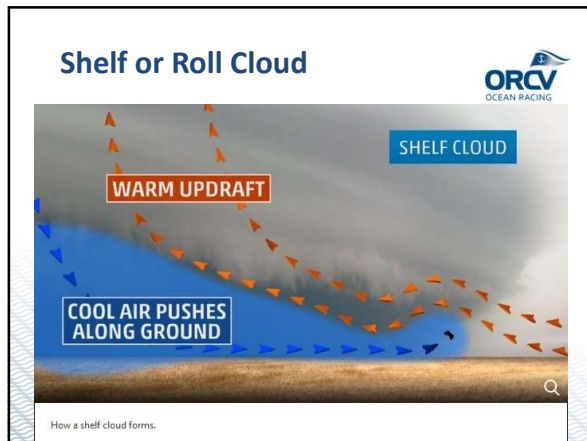 Shelf or Roll Cloud
ORCV
OCEAN RACING
SHELF CLOUD
WARM UPDRAFT
COOL AIR PUSHES
ALONG GROUND
How a shelf cloud forms.